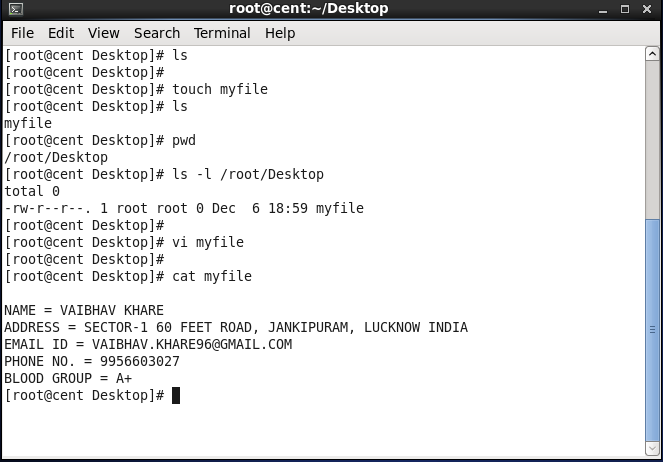 root@cent:~/Desktop
File Edit View Search Terminal Help
[root@cent Desktop]# ls
[root@cent Desktop]#
[root@cent Desktop]# touch myfile
[root@cent Desktop]# ls
myfile
[root@cent Desktop]# pwd
/root/Desktop
[root@cent Desktop]# ls -l /root/Desktop
total 0
-rw-r--r--. 1 root root 0 Dec  6 18:59 myfile
[root@cent Desktop]#
[root@cent Desktop]# vi myfile
[root@cent Desktop]#
[root@cent Desktop]# cat myfile
NAME = VAIBHAV KHARE
ADDRESS = SECTOR-1 60 FEET ROAD, JANKIPURAM, LUCKNOW INDIA
EMAIL ID = VAIBHAV.KHARE96@GMAIL.COM
PHONE NO. = 9956603027
BLOOD GROUP = A+
[root@cent Desktop]#